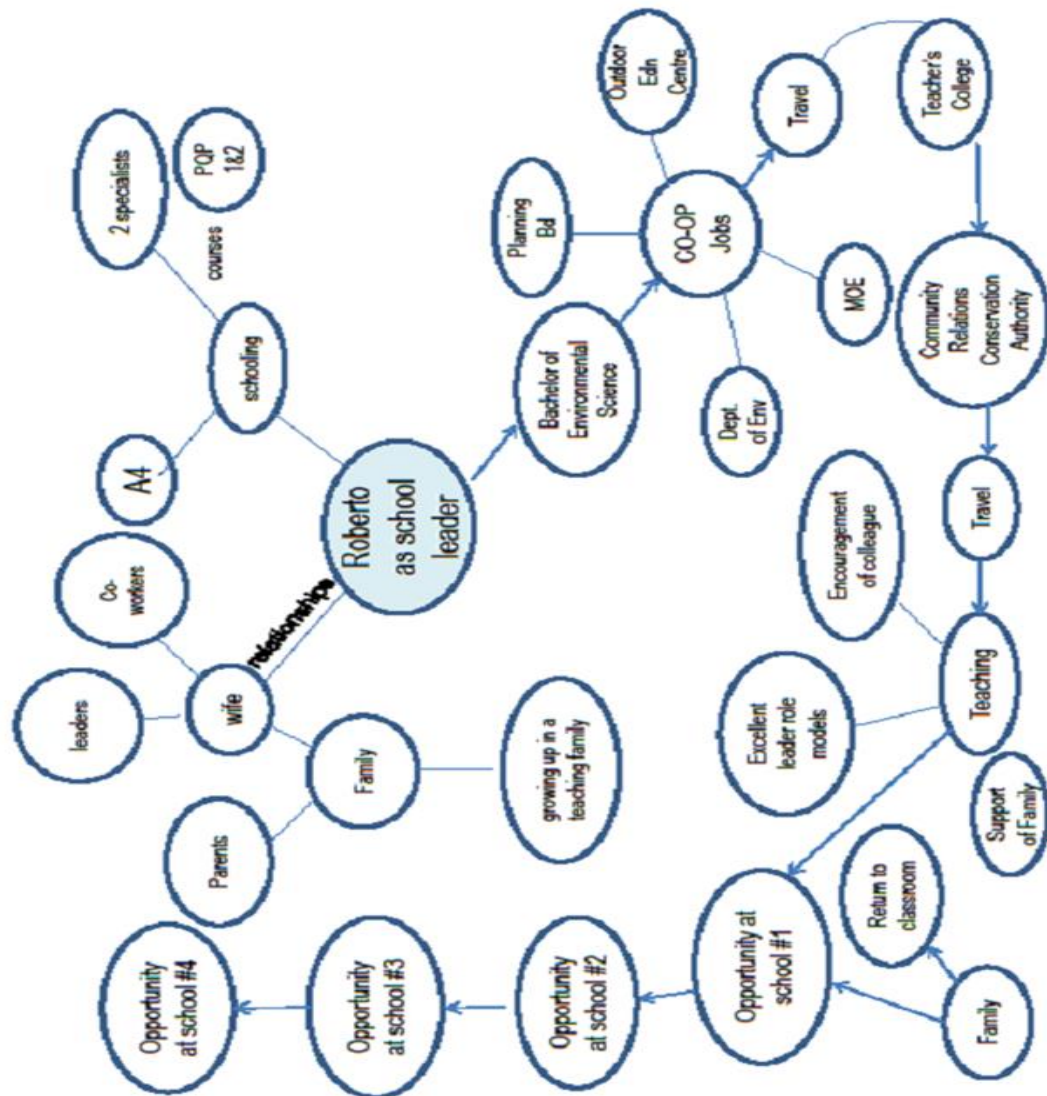 Opportunity
at school #4
Opportunity
at school #3
Opportunity
at school #2
Opportunity at
school #1
Family
Return to
classroom
Parents
Family
growing up in a
teaching family
leaders
wife
Co-
workers
relationships
Roberto
as school
leader
A4
schooling
2 specialists
courses
PQP
1&2
Bachelor of
Environmental
Science
Planning
Bd
Outdoor
Edn
Centre
CO-OP
Jobs
Dept.
of Env
MOE
Travel
Teacher's
College
Community
Relations
Conservation
Authority
Travel
Teaching
Encouragement
of colleague
Excellent
leader role
models
Support
of Family